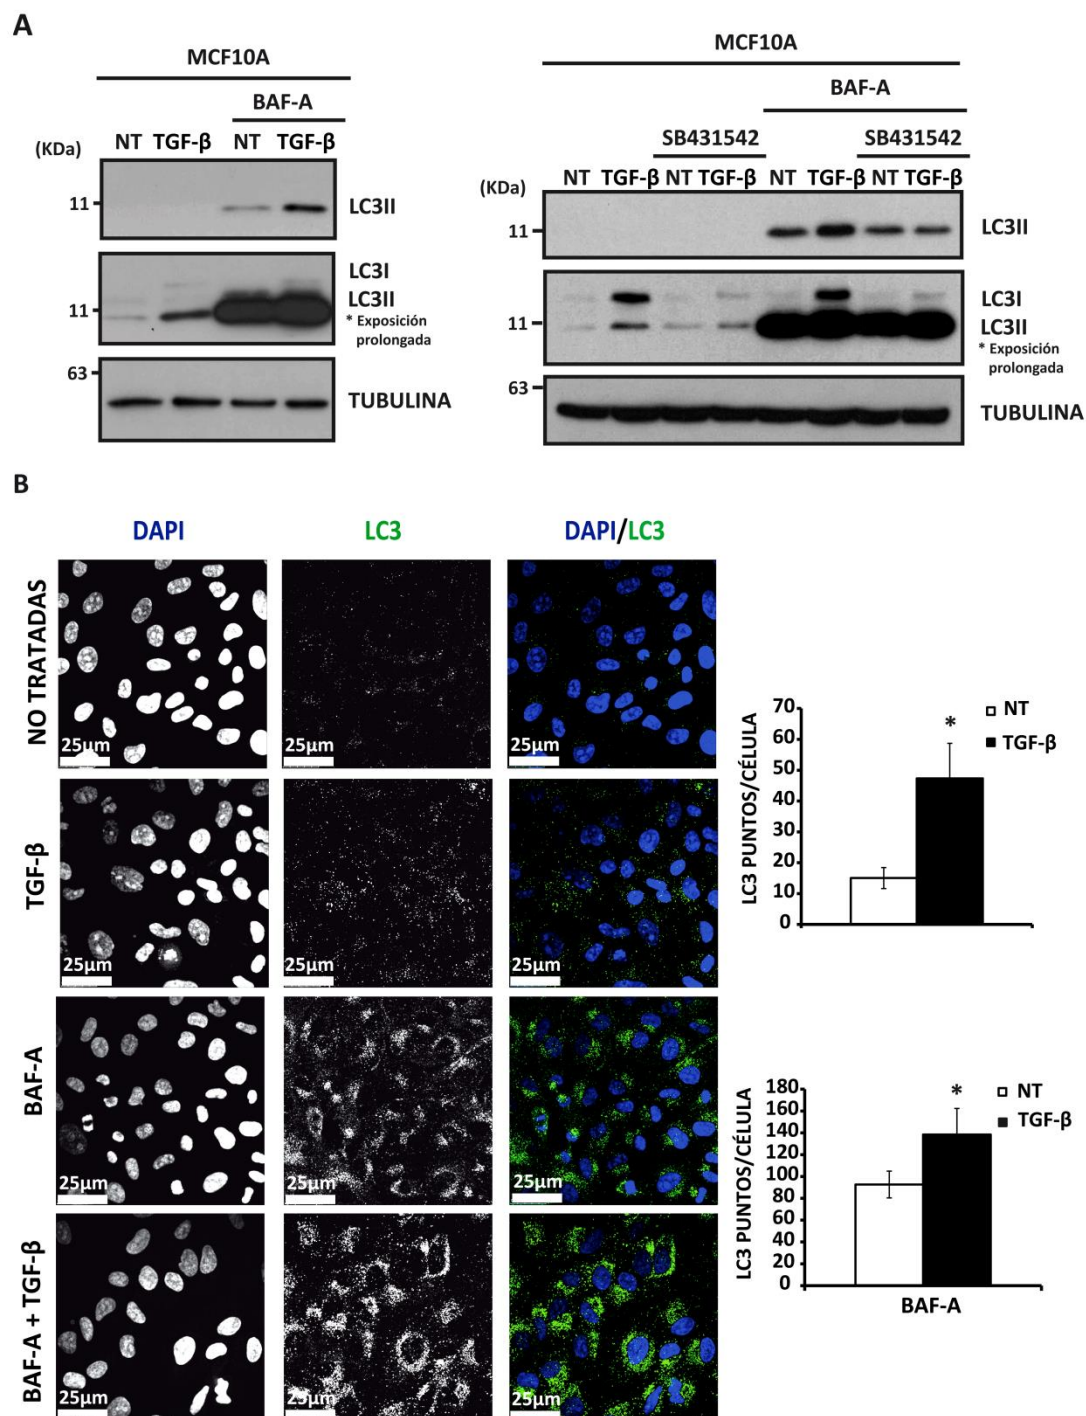 A
MCF10A
BAF-A
NT TGF-β NT TGF-β
(KDa)
11
LC3II
LC3I
11
LC3II
* Exposición
prolongada
63
TUBULINA
MCF10A
BAF-A
SB431542 SB431542
NT TGF-β NT TGF-β NT TGF-β NT TGF-β
(KDa)
11
LC3II
LC3I
11
LC3II
* Exposición
prolongada
63
TUBULINA
B
DAPI LC3 DAPI/LC3
NO TRATADAS
25μm 25μm 25μm
TGF-β
25μm 25μm 25μm
BAF-A
25μm 25μm 25μm
BAF-A + TGF-β
25μm 25μm 25μm
LC3 PUNTOS/CÉLULA
70
60
50
40
30
20
10
0
*
NT
TGF-β
LC3 PUNTOS/CÉLULA
180
160
140
120
100
80
60
40
20
0
*
NT
TGF-β
BAF-A